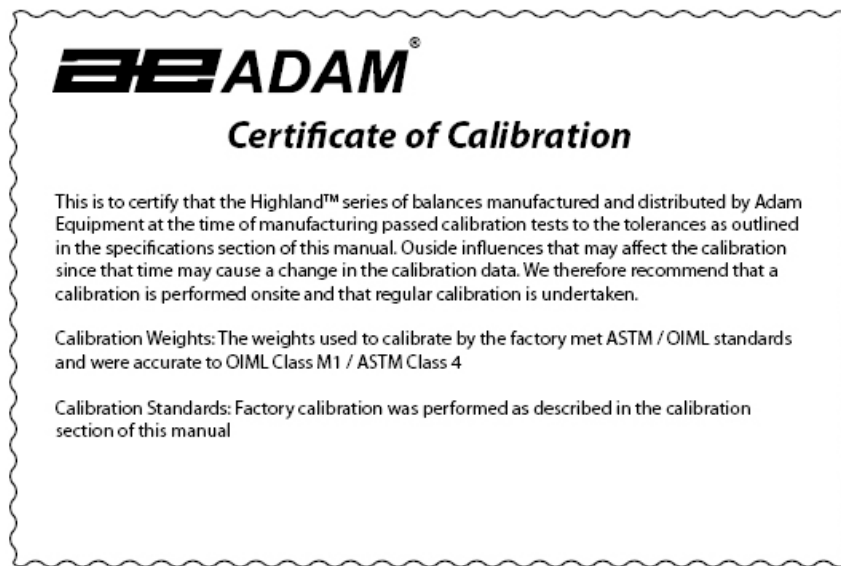 ae ADAM®
Certificate of Calibration
This is to certify that the Highland™ series of balances manufactured and distributed by Adam
Equipment at the time of manufacturing passed calibration tests to the tolerances as outlined
in the specifications section of this manual. Ouside influences that may affect the calibration
since that time may cause a change in the calibration data. We therefore recommend that a
calibration is performed onsite and that regular calibration is undertaken.
Calibration Weights: The weights used to calibrate by the factory met ASTM / OIML standards
and were accurate to OIML Class M1 / ASTM Class 4
Calibration Standards: Factory calibration was performed as described in the calibration
section of this manual